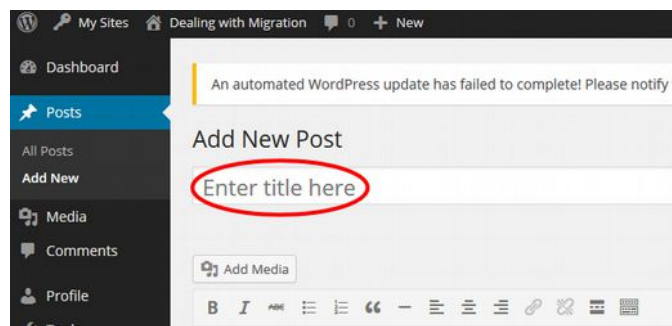 My Sites Dealing with Migration 0 + New
Dashboard
An automated WordPress update has failed to complete! Please notify
Posts
Add New Post
All Posts
Add New
Enter title here
Media
Comments
Add Media
Profile
B I ABC “ —